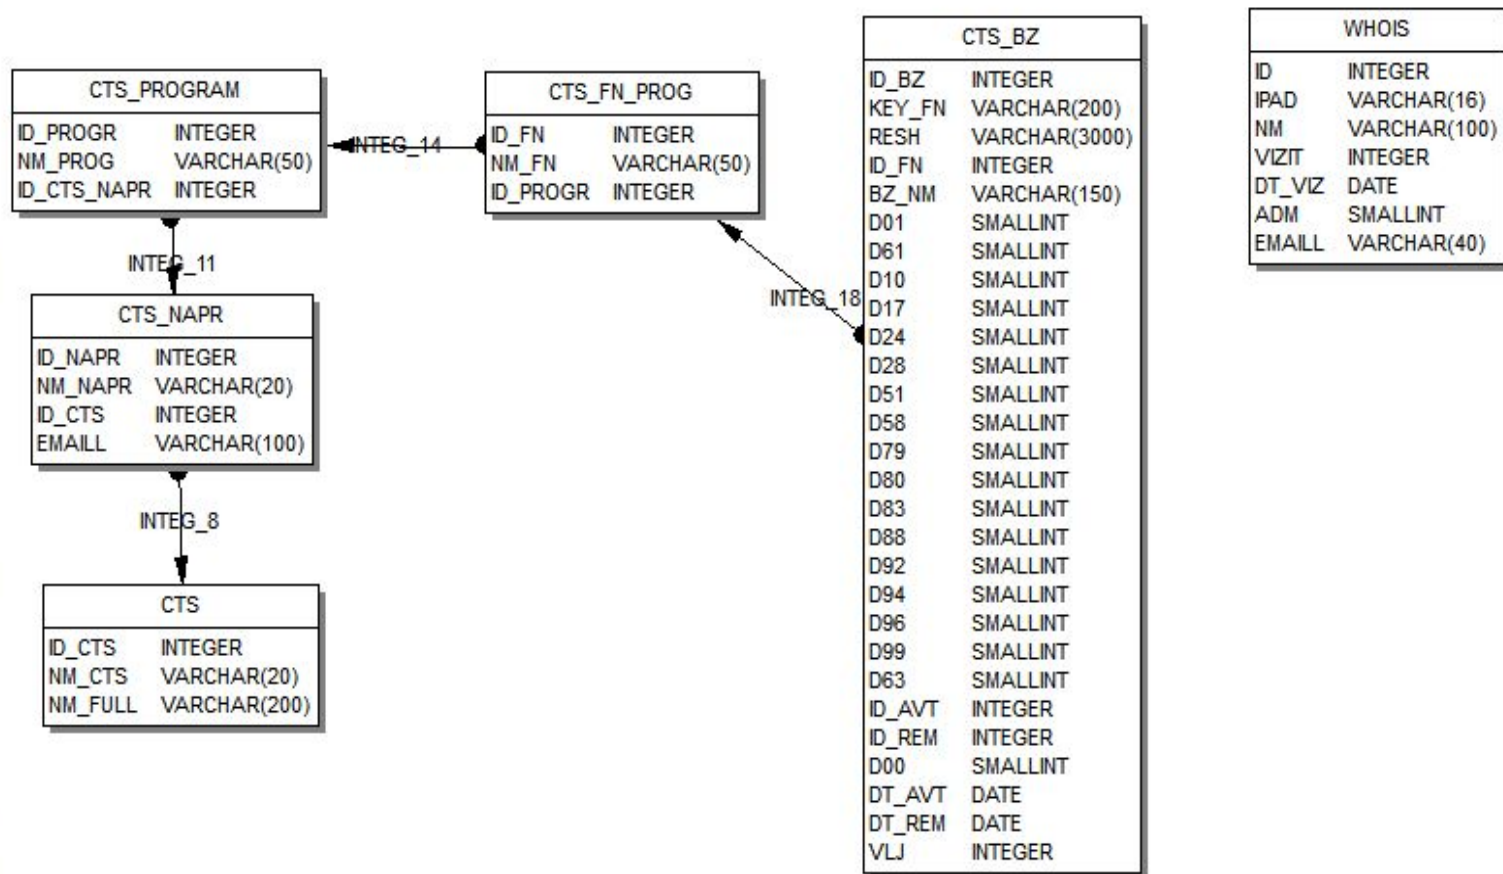 CTS_PROGRAM
ID_PROGR INTEGER
NM_PROG VARCHAR(50)
ID_CTS_NAPR INTEGER
INTEG_14
CTS_FN_PROG
ID_FN INTEGER
NM_FN VARCHAR(50)
ID_PROGR INTEGER
INTEG_11
CTS_NAPR
ID_NAPR INTEGER
NM_NAPR VARCHAR(20)
ID_CTS INTEGER
EMAILL VARCHAR(100)
INTEG_8
CTS
ID_CTS INTEGER
NM_CTS VARCHAR(20)
NM_FULL VARCHAR(200)
INTEG_18
CTS_BZ
ID_BZ INTEGER
KEY_FN VARCHAR(200)
RESH VARCHAR(3000)
ID_FN INTEGER
BZ_NM VARCHAR(150)
D01 SMALLINT
D61 SMALLINT
D10 SMALLINT
D17 SMALLINT
D24 SMALLINT
D28 SMALLINT
D51 SMALLINT
D58 SMALLINT
D79 SMALLINT
D80 SMALLINT
D83 SMALLINT
D88 SMALLINT
D92 SMALLINT
D94 SMALLINT
D96 SMALLINT
D99 SMALLINT
D63 SMALLINT
ID_AVT INTEGER
ID_REM INTEGER
D00 SMALLINT
DT_AVT DATE
DT_REM DATE
VLJ INTEGER
WHOIS
ID INTEGER
IPAD VARCHAR(16)
NM VARCHAR(100)
VIZIT INTEGER
DT_VIZ DATE
ADM SMALLINT
EMAILL VARCHAR(40)